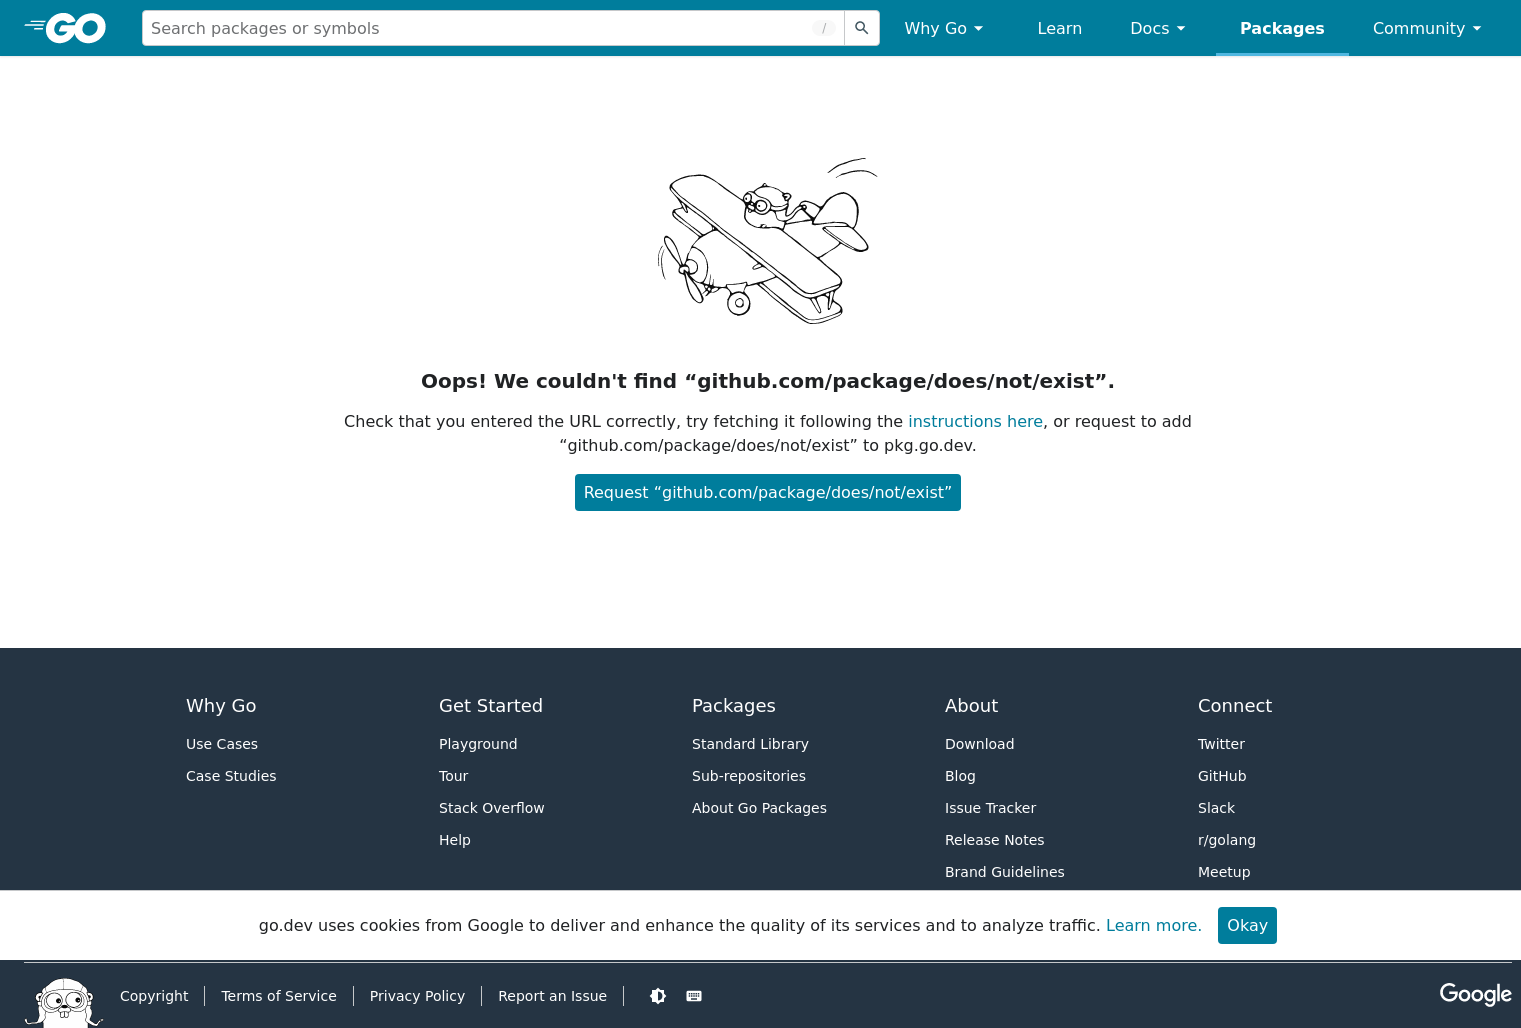 GO
Search packages or symbols
/
Why Go
Learn
Docs
Packages
Community
Oops! We couldn't find “github.com/package/does/not/exist”.
Check that you entered the URL correctly, try fetching it following the instructions here, or request to add
“github.com/package/does/not/exist” to pkg.go.dev.
Request “github.com/package/does/not/exist”
Why Go
Use Cases
Case Studies
Get Started
Playground
Tour
Stack Overflow
Help
Packages
Standard Library
Sub-repositories
About Go Packages
About
Download
Blog
Issue Tracker
Release Notes
Brand Guidelines
Connect
Twitter
GitHub
Slack
r/golang
Meetup
go.dev uses cookies from Google to deliver and enhance the quality of its services and to analyze traffic. Learn more.
Okay
Copyright
Terms of Service
Privacy Policy
Report an Issue
Google